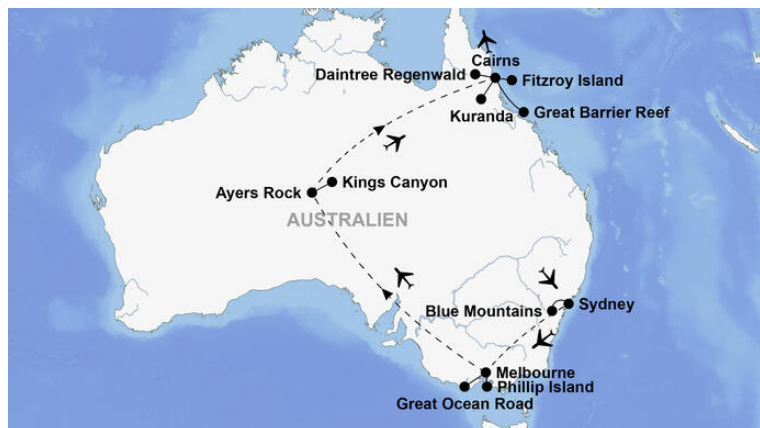 Cairns
Daintree Regenwald
Fitzroy Island
Kuranda
Great Barrier Reef
Kings Canyon
Ayers Rock
AUSTRALIEN
Blue Mountains
Sydney
Melbourne
Phillip Island
Great Ocean Road